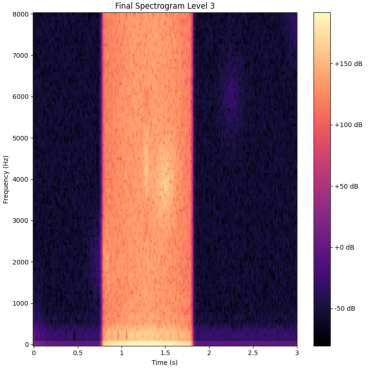 Final Spectrogram Level 3
8000
7000
6000
5000
4000
3000
2000
1000
0
Frequency (Hz)
0
0.5
1
1.5
2
2.5
3
Time (s)
+150 dB
+100 dB
+50 dB
+0 dB
-50 dB